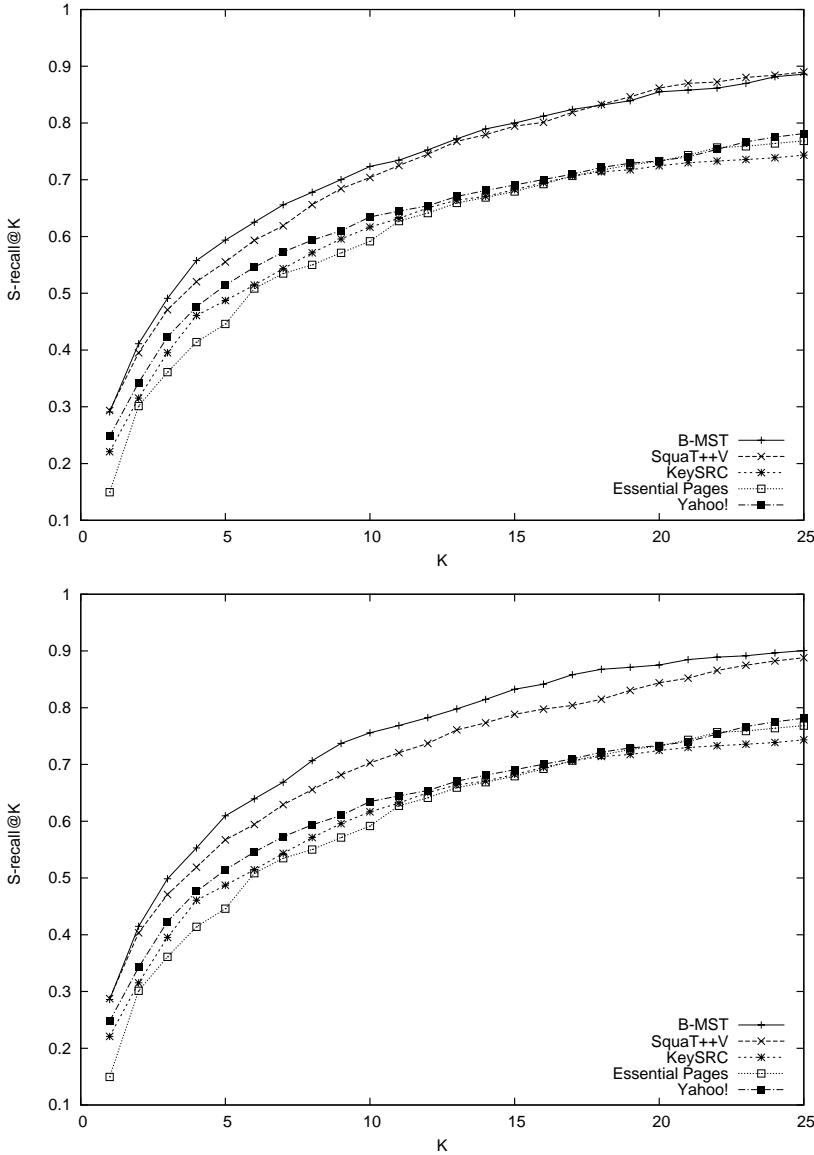 1
0.9
0.8
0.7
0.6
0.5
0.4
0.3
0.2
0.1
S-recall@K
B-MST
SquaT++V
KeySRC
Essential Pages
Yahoo!
0 5 10 15 20 25
K
1
0.9
0.8
0.7
0.6
0.5
0.4
0.3
0.2
0.1
S-recall@K
B-MST
SquaT++V
KeySRC
Essential Pages
Yahoo!
0 5 10 15 20 25
K